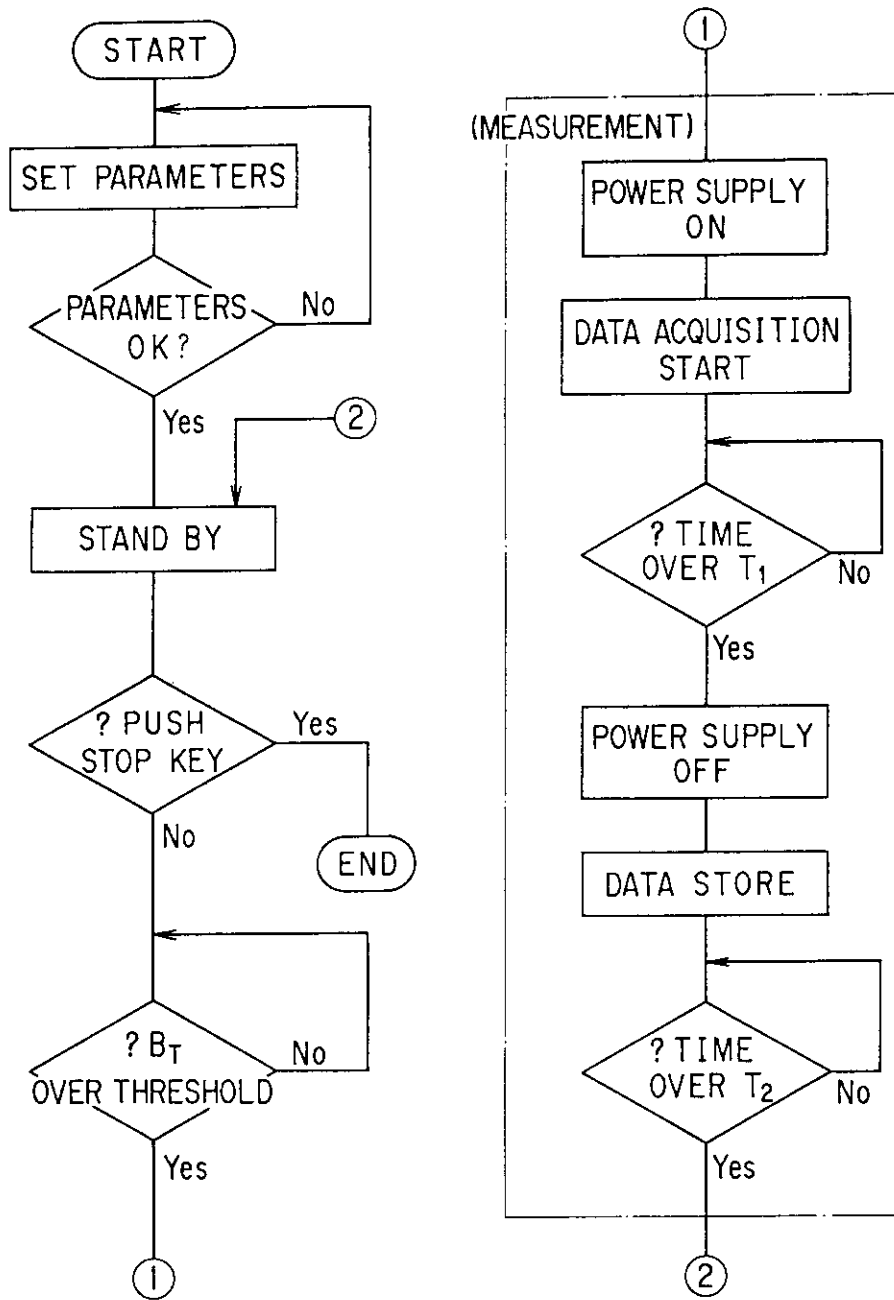 START
SET PARAMETERS
PARAMETERS
OK?
No
Yes
2
STAND BY
? PUSH
STOP KEY
Yes
No
END
? BT
OVER THRESHOLD
No
Yes
1
1
(MEASUREMENT)
POWER SUPPLY
ON
DATA ACQUISITION
START
? TIME
OVER T1
No
Yes
POWER SUPPLY
OFF
DATA STORE
? TIME
OVER T2
No
Yes
2